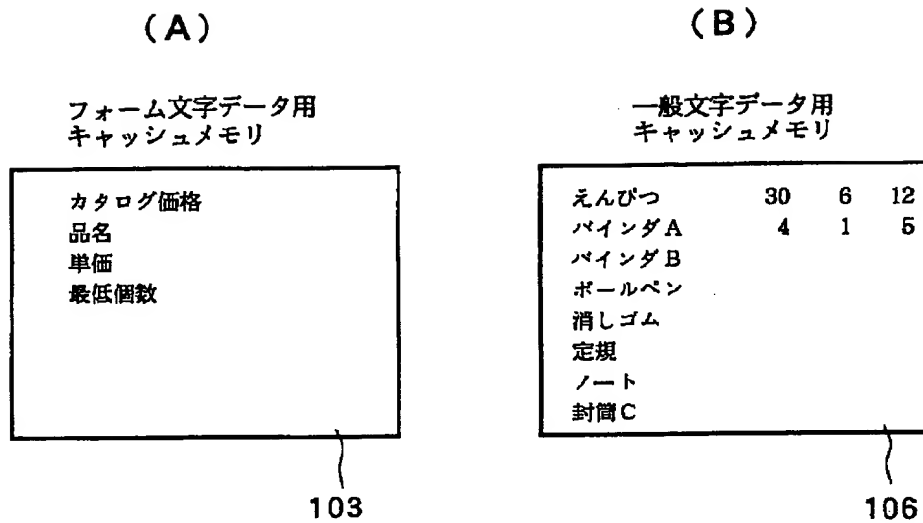 (A)
フォーム文字データ用
キャッシュメモリ
カタログ価格
品名
単価
最低個数
103
(B)
一般文字データ用
キャッシュメモリ
えんぴつ 30 6 12
バインダA 4 1 5
バインダB
ボールペン
消しゴム
定規
ノート
封筒C
106